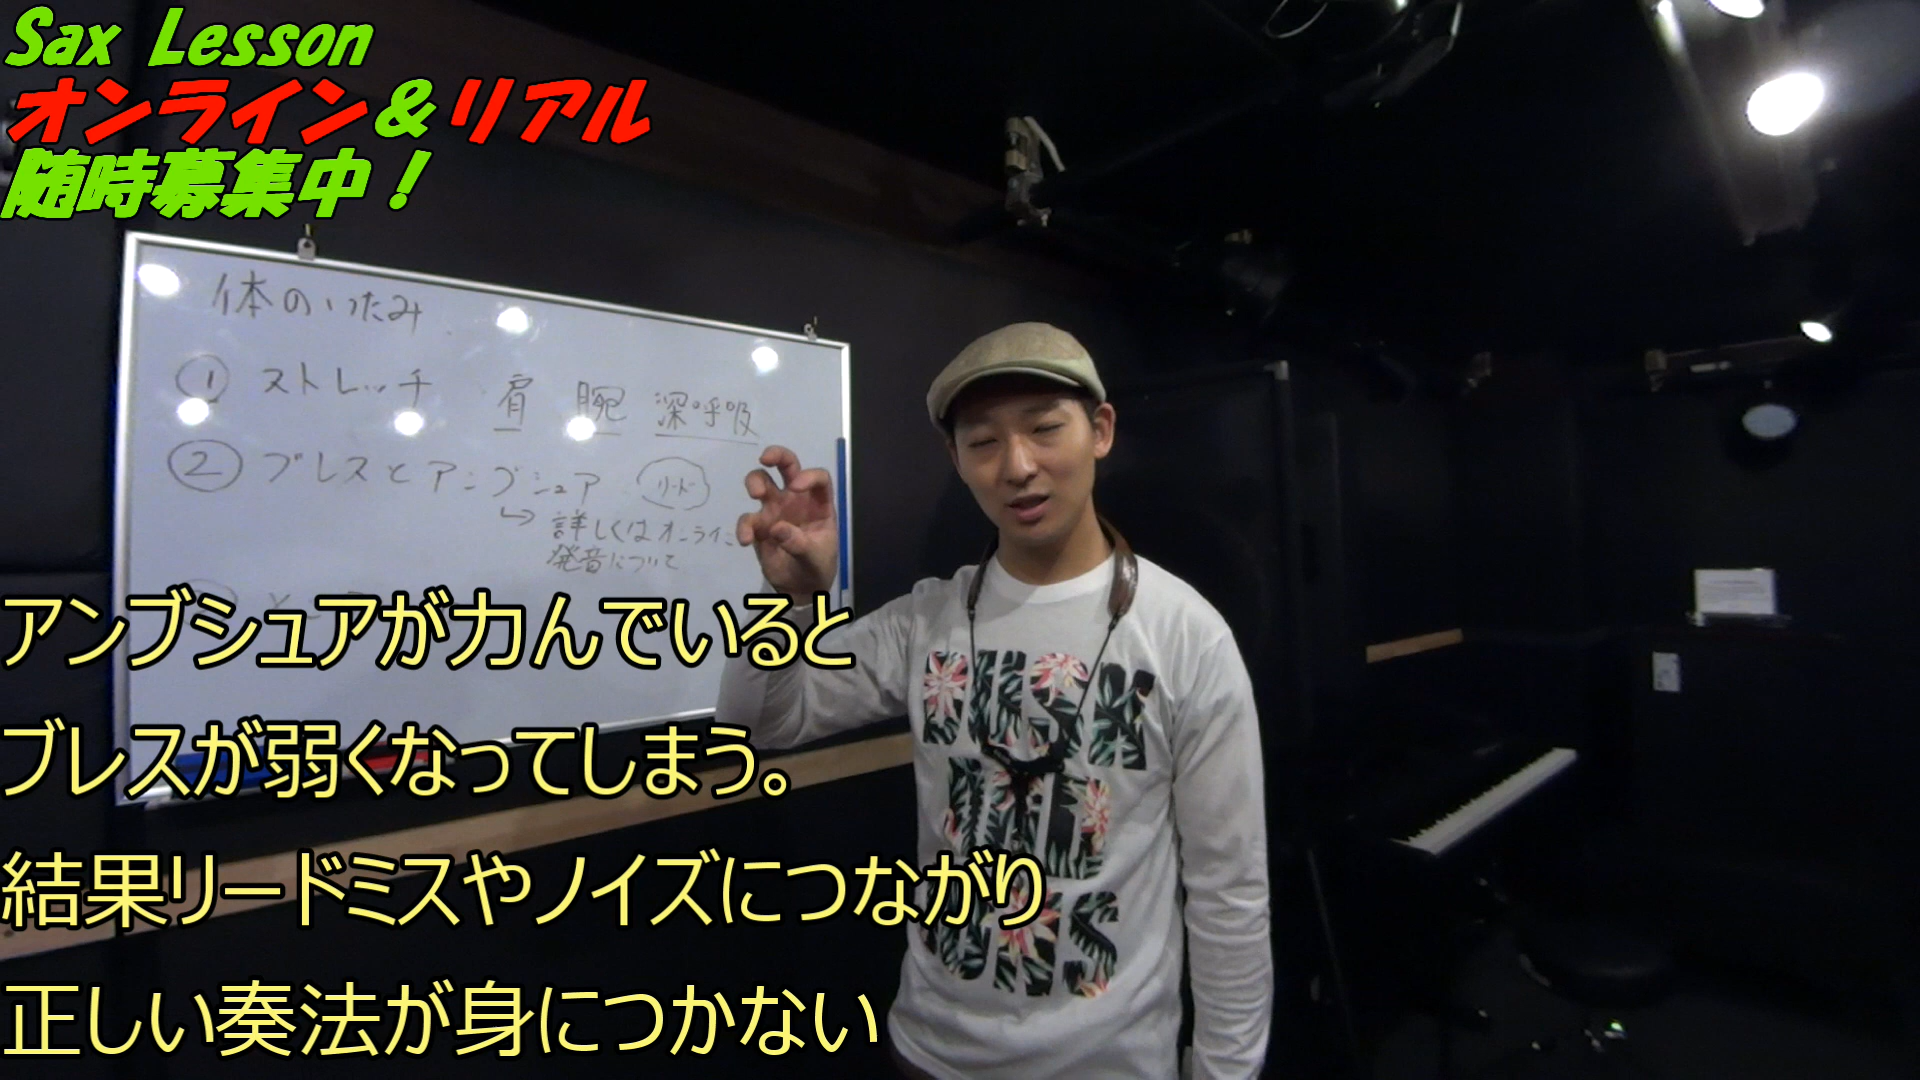 Sax Lesson
オンライン&リアル
随時募集中！
体のいたみ
① ストレッチ 肩 腕 深呼吸
② ブレスとアンブシュア リード
↳ 詳しくはオンライン
発音について
アンブシュアが力んでいると
ブレスが弱くなってしまう。
結果リードミスやノイズにつながり
正しい奏法が身につかない